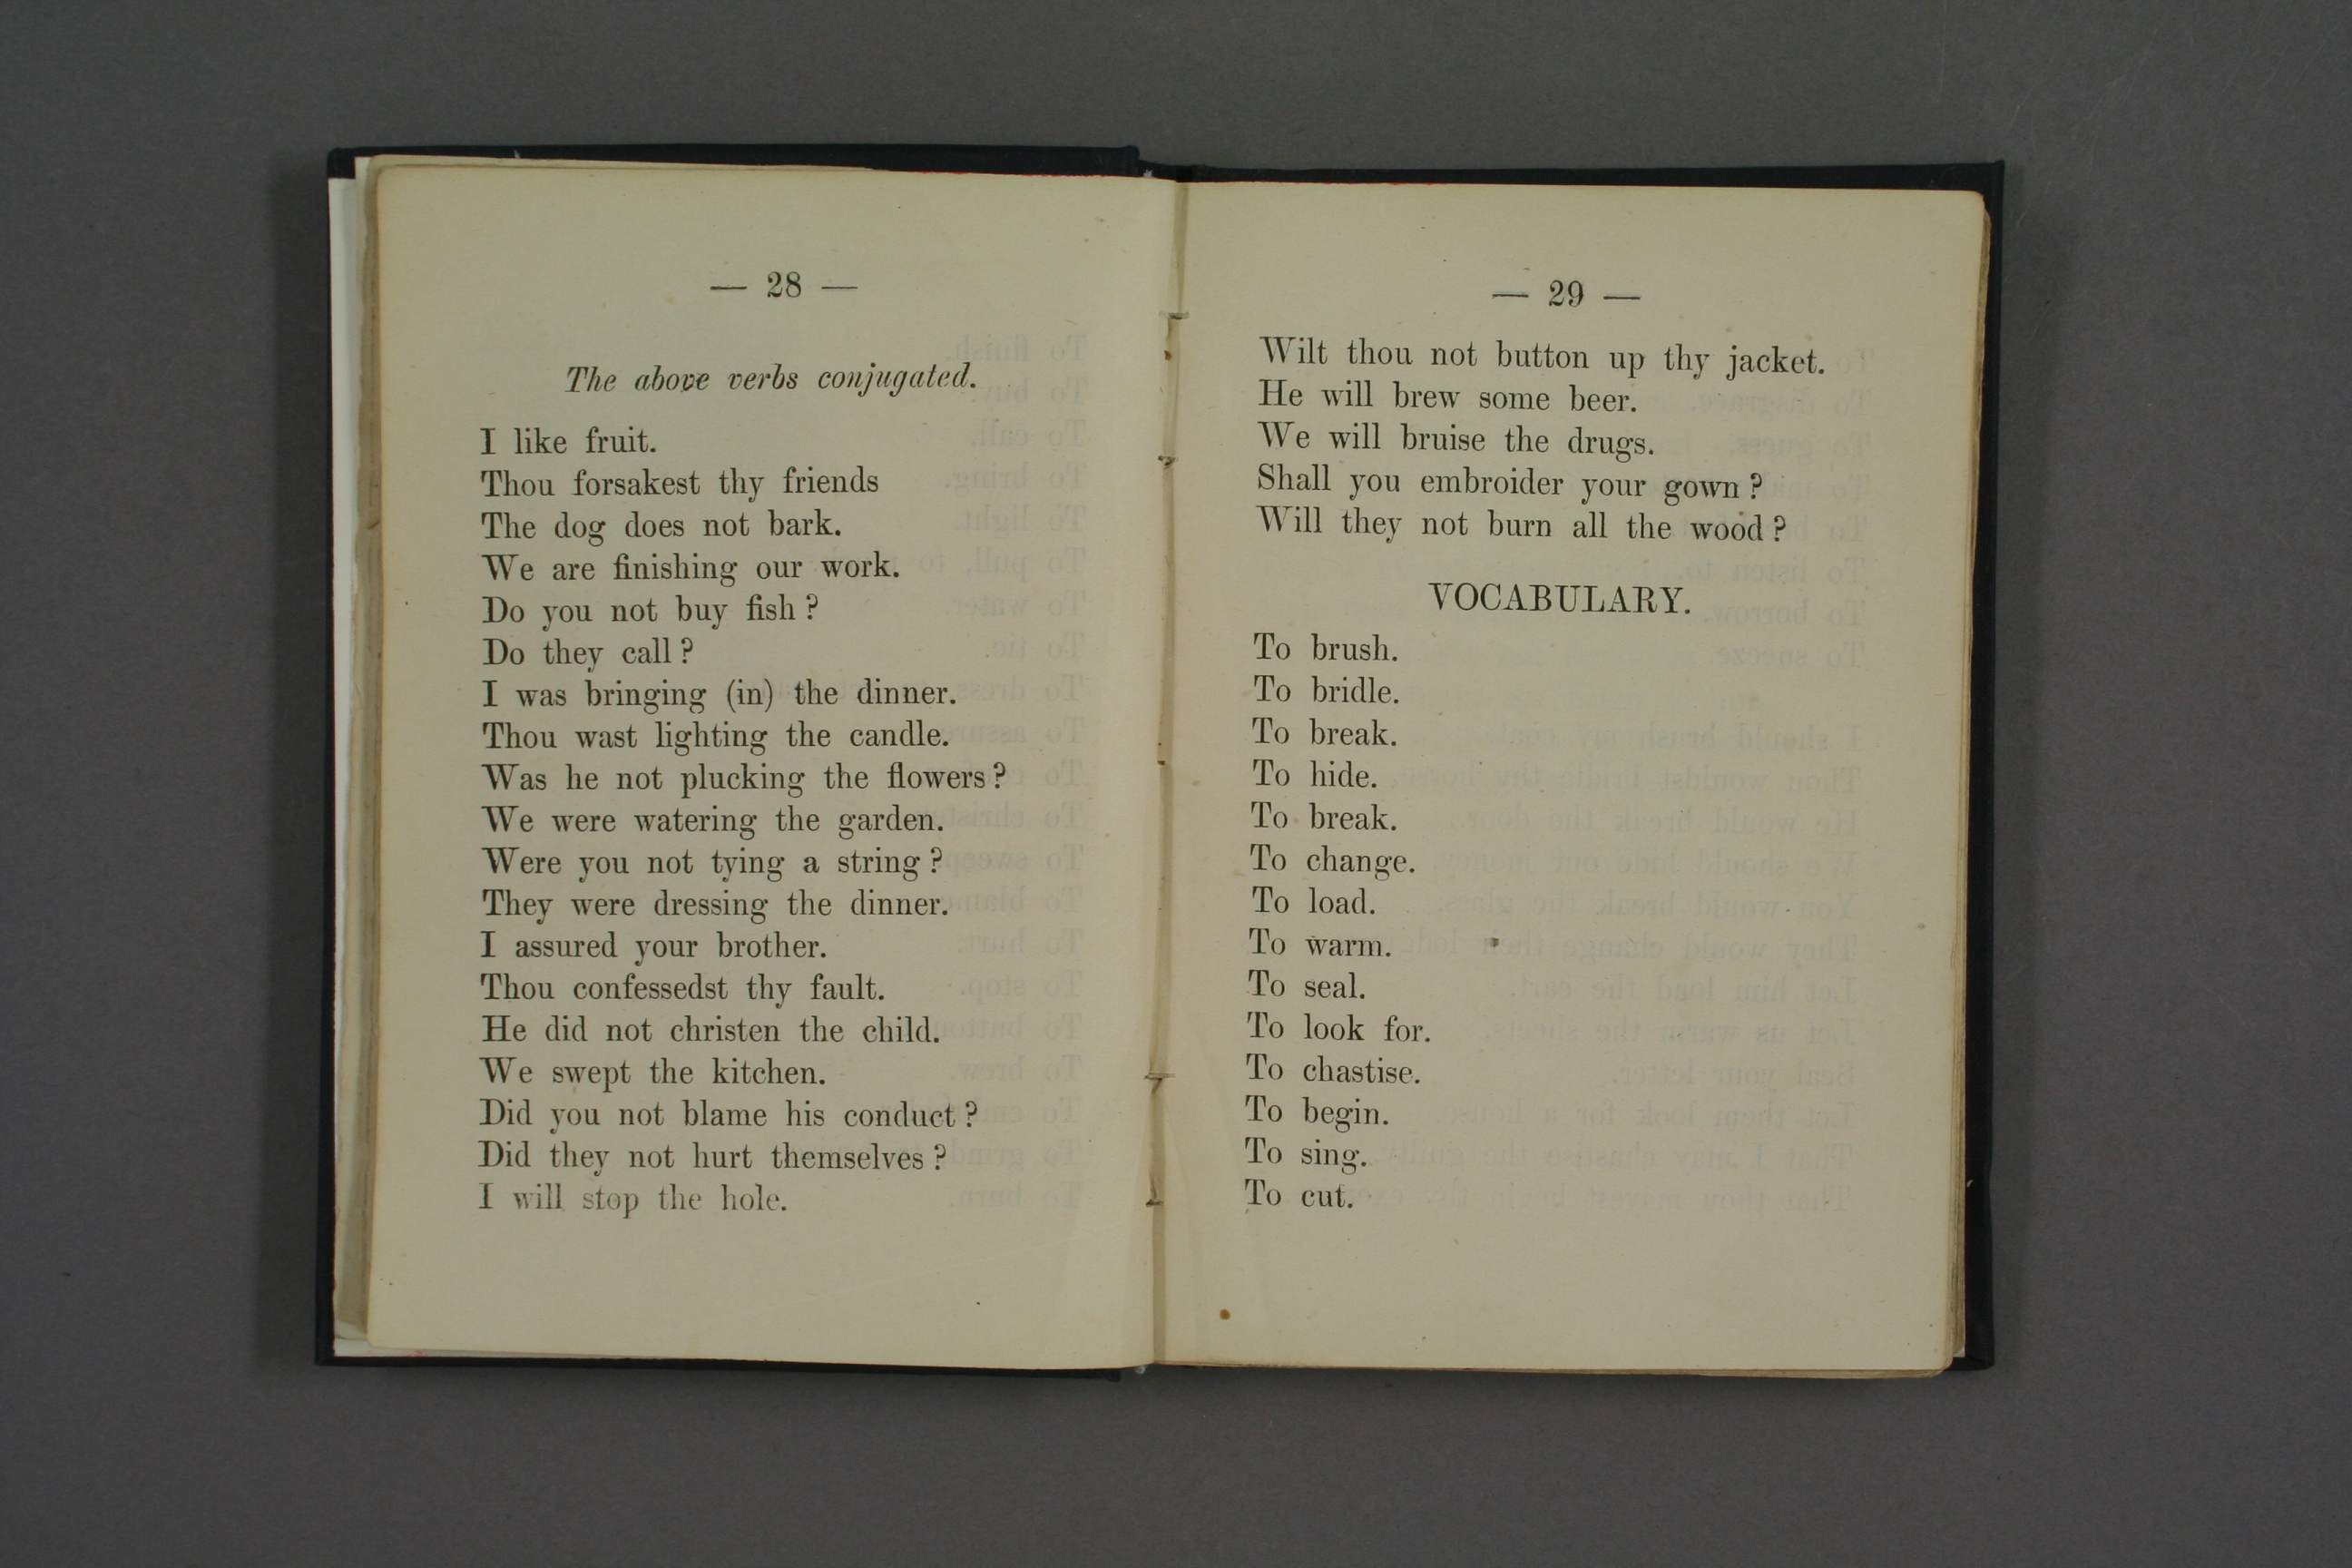 — 28 —
The above verbs conjugated.
I like fruit.
Thou forsakest thy friends
The dog does not bark.
We are finishing our work.
Do you not buy fish?
Do they call?
I was bringing (in) the dinner.
Thou wast lighting the candle.
Was he not plucking the flowers?
We were watering the garden.
Were you not tying a string?
They were dressing the dinner.
I assured your brother.
Thou confessedst thy fault.
He did not christen the child.
We swept the kitchen.
Did you not blame his conduct?
Did they not hurt themselves?
I will stop the hole.
— 29 —
Wilt thou not button up thy jacket.
He will brew some beer.
We will bruise the drugs.
Shall you embroider your gown?
Will they not burn all the wood?
VOCABULARY.
To brush.
To bridle.
To break.
To hide.
To break.
To change.
To load.
To warm.
To seal.
To look for.
To chastise.
To begin.
To sing.
To cut.